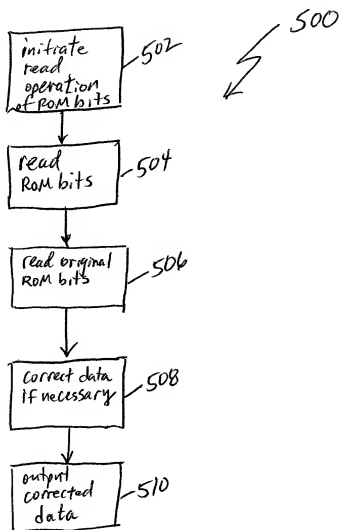 500
initiate
read
operation
of ROM bits
502
read
ROM bits
504
read original
ROM bits
506
correct data
if necessary
508
output
corrected
data
510